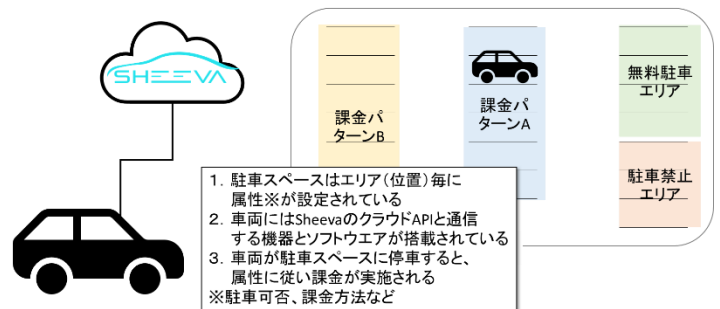 SHEEVA
課金パ
ターンB
課金パ
ターンA
無料駐車
エリア
駐車禁止
エリア
1. 駐車スペースはエリア(位置)毎に
属性※が設定されている
2. 車両にはSheevaのクラウドAPIと通信
する機器とソフトウエアが搭載されている
3. 車両が駐車スペースに停車すると、
属性に従い課金が実施される
※駐車可否、課金方法など